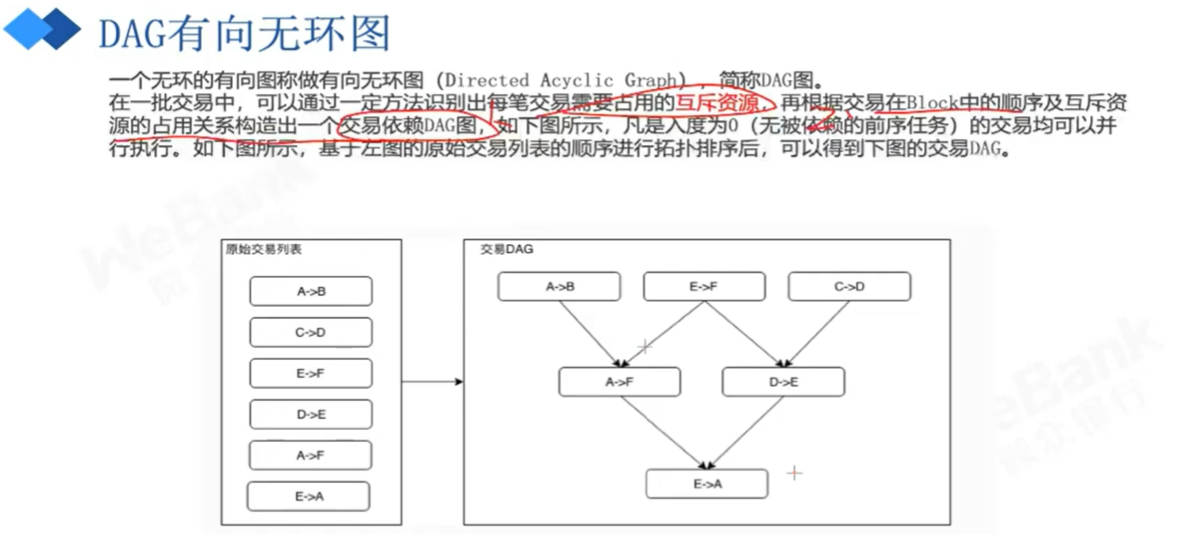 DAG有向无环图
一个无环的有向图称做有向无环图（Directed Acyclic Graph），简称DAG图。
在一批交易中，可以通过一定方法识别出每笔交易需要占用的互斥资源，再根据交易在Block中的顺序及互斥资
源的占用关系构造出一个交易依赖DAG图，如下图所示，凡是入度为0（无被依赖的前序任务）的交易均可以并
行执行。如下图所示，基于左图的原始交易列表的顺序进行拓扑排序后，可以得到下图的交易DAG。
原始交易列表
A->B
C->D
E->F
D->E
A->F
E->A
交易DAG
A->B
E->F
C->D
A->F
D->E
E->A
WeBank
微众银行
WeBank
微众银行